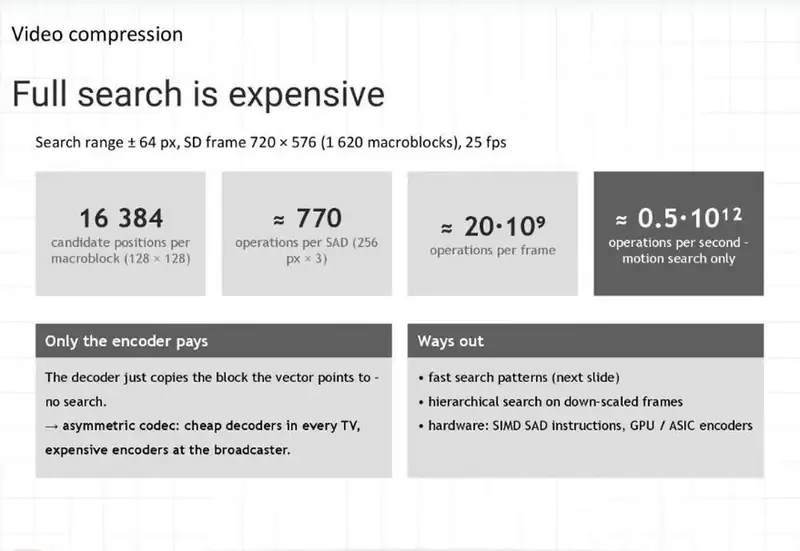 Video compression
Full search is expensive
Search range ± 64 px, SD frame 720 × 576 (1 620 macroblocks), 25 fps
16 384
candidate positions per
macroblock (128 × 128)
≈ 770
operations per SAD (256
px × 3)
≈ 20·10⁹
operations per frame
≈ 0.5·10¹²
operations per second -
motion search only
Only the encoder pays
The decoder just copies the block the vector points to -
no search.
→ asymmetric codec: cheap decoders in every TV,
expensive encoders at the broadcaster.
Ways out
• fast search patterns (next slide)
• hierarchical search on down-scaled frames
• hardware: SIMD SAD instructions, GPU / ASIC encoders